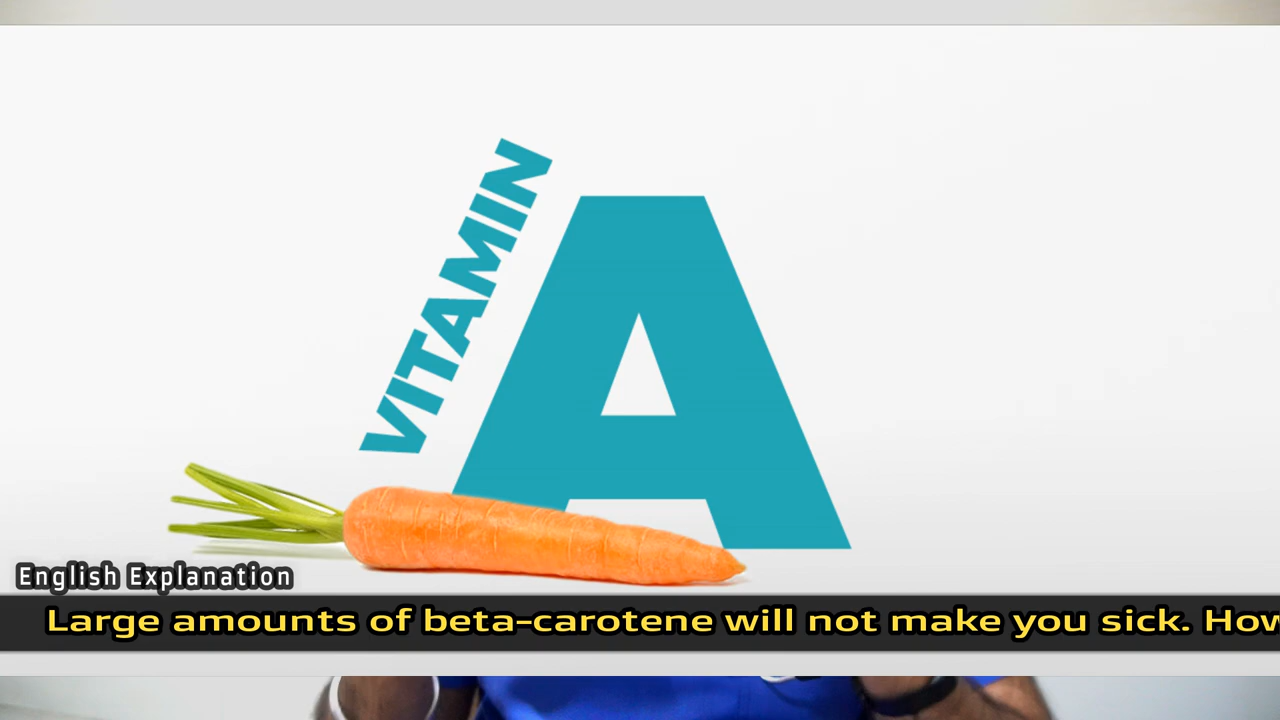 VITAMIN
A
English Explanation
Large amounts of beta-carotene will not make you sick. How